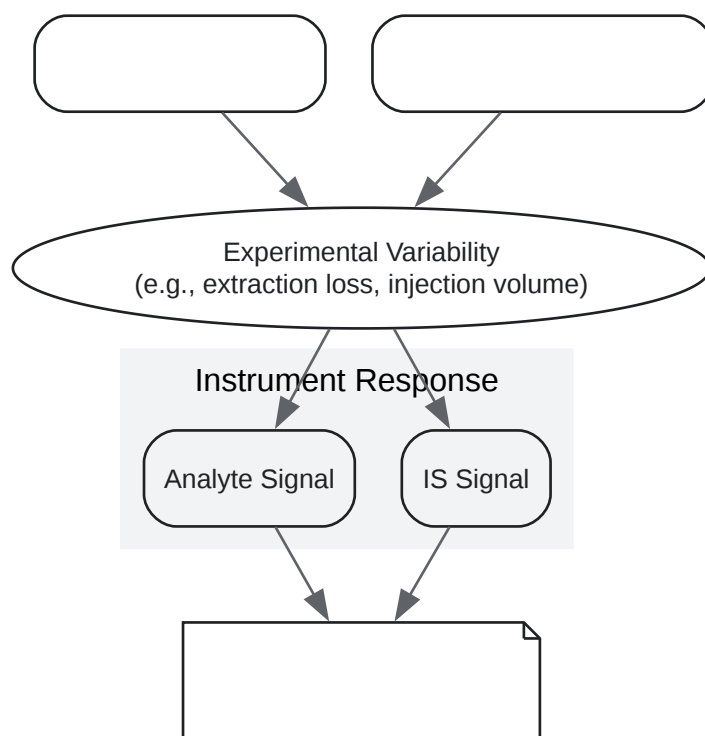 Experimental Variability
(e.g., extraction loss, injection volume)
Instrument Response
Analyte Signal
IS Signal